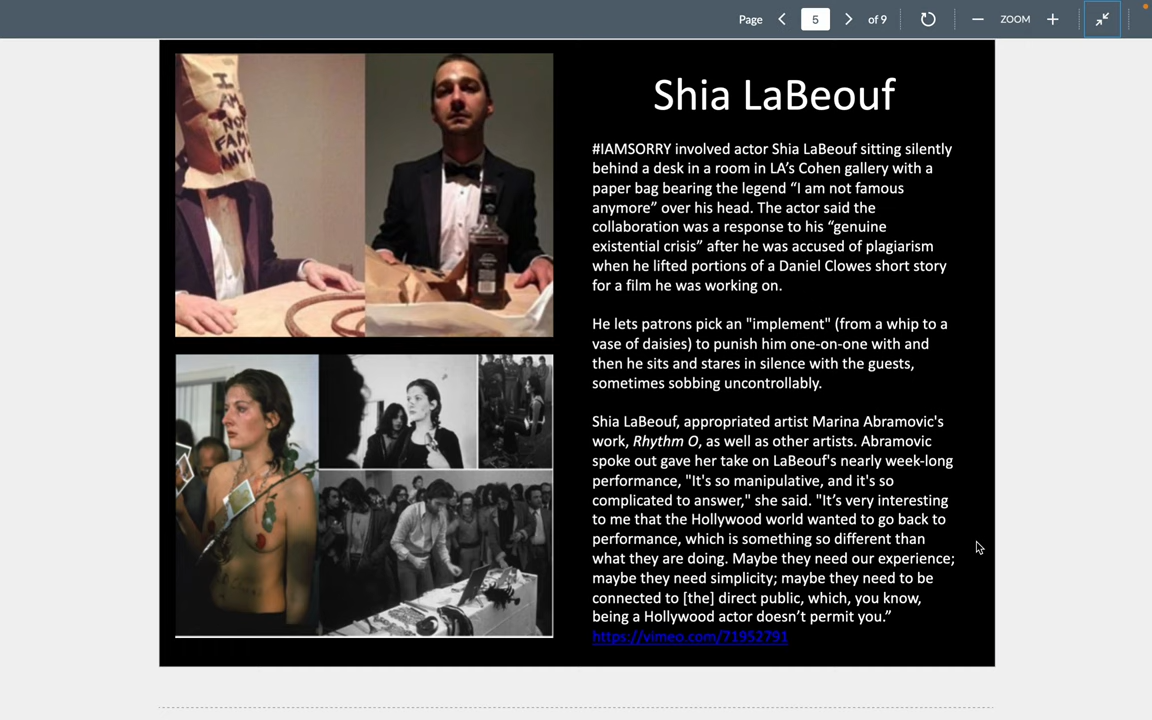 Page
5
of 9
ZOOM
I
AM
NOT
FAM
ANY
Shia LaBeouf
#IAMSORRY involved actor Shia LaBeouf sitting silently
behind a desk in a room in LA's Cohen gallery with a
paper bag bearing the legend “I am not famous
anymore” over his head. The actor said the
collaboration was a response to his “genuine
existential crisis” after he was accused of plagiarism
when he lifted portions of a Daniel Clowes short story
for a film he was working on.
He lets patrons pick an "implement" (from a whip to a
vase of daisies) to punish him one-on-one with and
then he sits and stares in silence with the guests,
sometimes sobbing uncontrollably.
Shia LaBeouf, appropriated artist Marina Abramovic's
work, Rhythm O, as well as other artists. Abramovic
spoke out gave her take on LaBeouf's nearly week-long
performance, "It's so manipulative, and it's so
complicated to answer," she said. "It’s very interesting
to me that the Hollywood world wanted to go back to
performance, which is something so different than
what they are doing. Maybe they need our experience;
maybe they need simplicity; maybe they need to be
connected to [the] direct public, which, you know,
being a Hollywood actor doesn’t permit you.”
https://vimeo.com/71952791